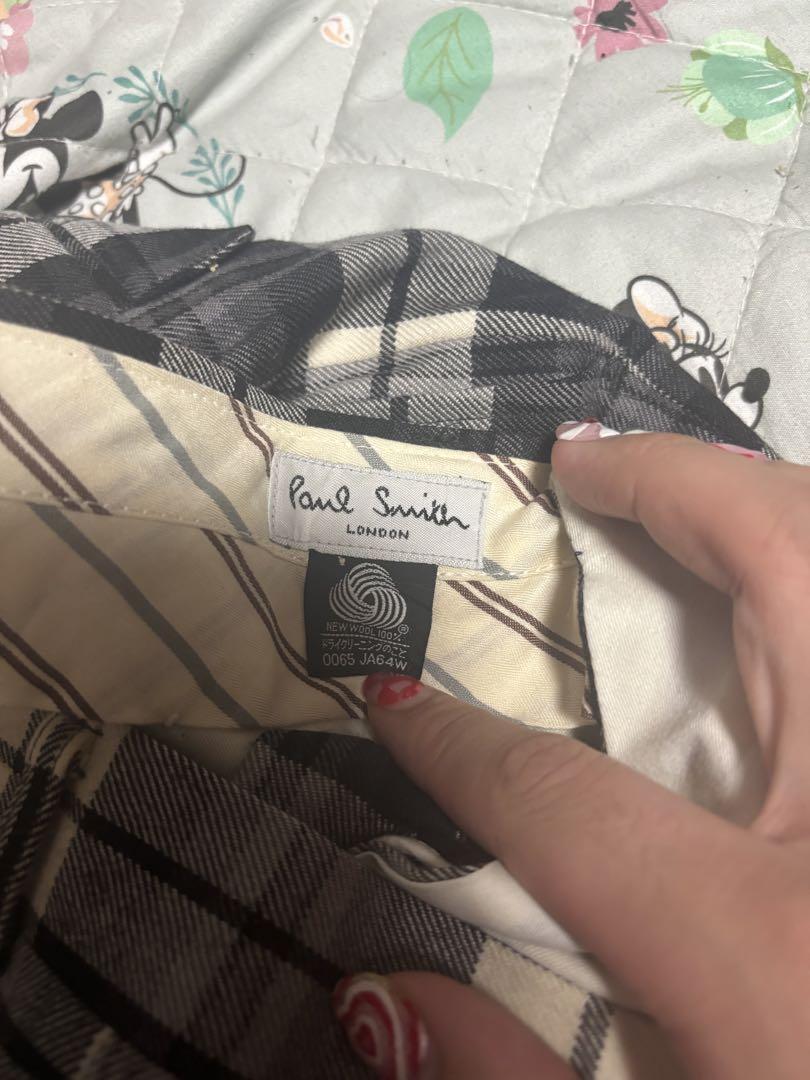 Paul Smith
LONDON
NEW WOOL 100% ®
ドライクリーニングのこと
0065 JA64W